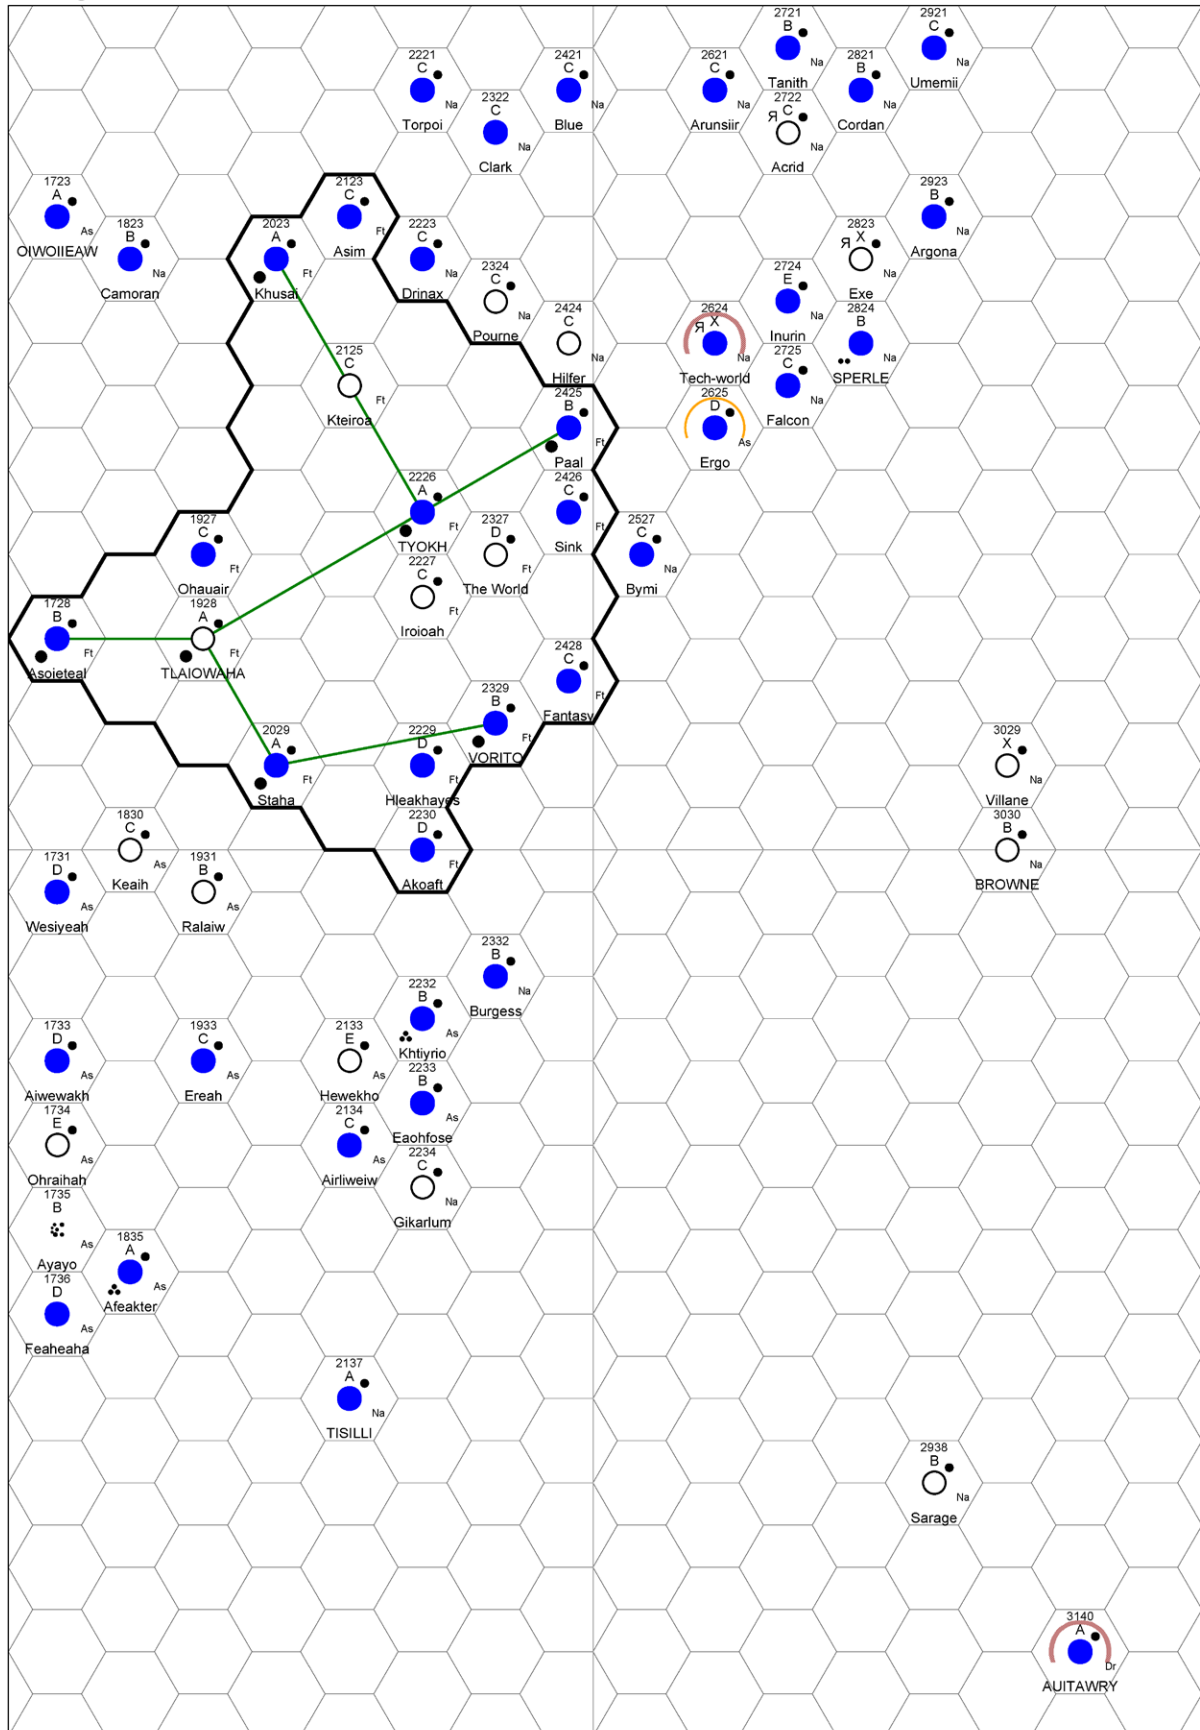 2721
B
Na
Tanith
2921
C
Na
Umemii
2221
C
Na
Torpoi
2421
C
Na
Blue
2621
C
Na
Arunsiir
2821
B
Na
Cordan
2322
C
Na
Clark
2722
Я C
Na
Acrid
1723
A
As
OIWOIIEAW
2123
C
Ft
Asim
2923
B
Na
Argona
1823
B
Na
Camoran
2023
A
Ft
Khusai
2223
C
Na
Drinax
2823
Я X
Na
Exe
2324
C
Na
Pourne
2724
E
Na
Inurin
2424
C
Na
Hilfer
2624
Я X
Na
Tech-world
2824
B
Na
SPERLE
2125
C
Kteiroa
2725
C
Na
Falcon
2425
B
Ft
Paal
2625
D
As
Ergo
2226
A
Ft
TYOKH
2426
C
Ft
Sink
1927
C
Ft
Ohauair
2327
D
Ft
The World
2527
C
Na
Bymi
2227
C
Ft
Iroioah
1728
B
Ft
Asoieteal
1928
A
Ft
TLAIOWAHA
2428
C
Ft
Fantasy
2329
B
Ft
VORITO
2029
A
Ft
Staha
2229
D
Ft
Hleakhayes
3029
X
Na
Villane
1830
C
As
Keaih
2230
D
Ft
Akoaft
3030
B
Na
BROWNE
1731
D
As
Wesiyeah
1931
B
As
Ralaiw
2332
B
Na
Burgess
2232
B
As
Khtiyrio
1733
D
As
Aiwewakh
1933
C
As
Ereah
2133
E
As
Hewekho
2233
B
As
Eaohfose
1734
E
As
Ohraihah
2134
C
As
Airliweiw
2234
C
Na
Gikarlum
1735
B
As
Ayayo
1835
A
As
Afeakter
1736
D
As
Feaheaha
2137
A
Na
TISILLI
2938
B
Na
Sarage
3140
A
Dr
AUITAWRY